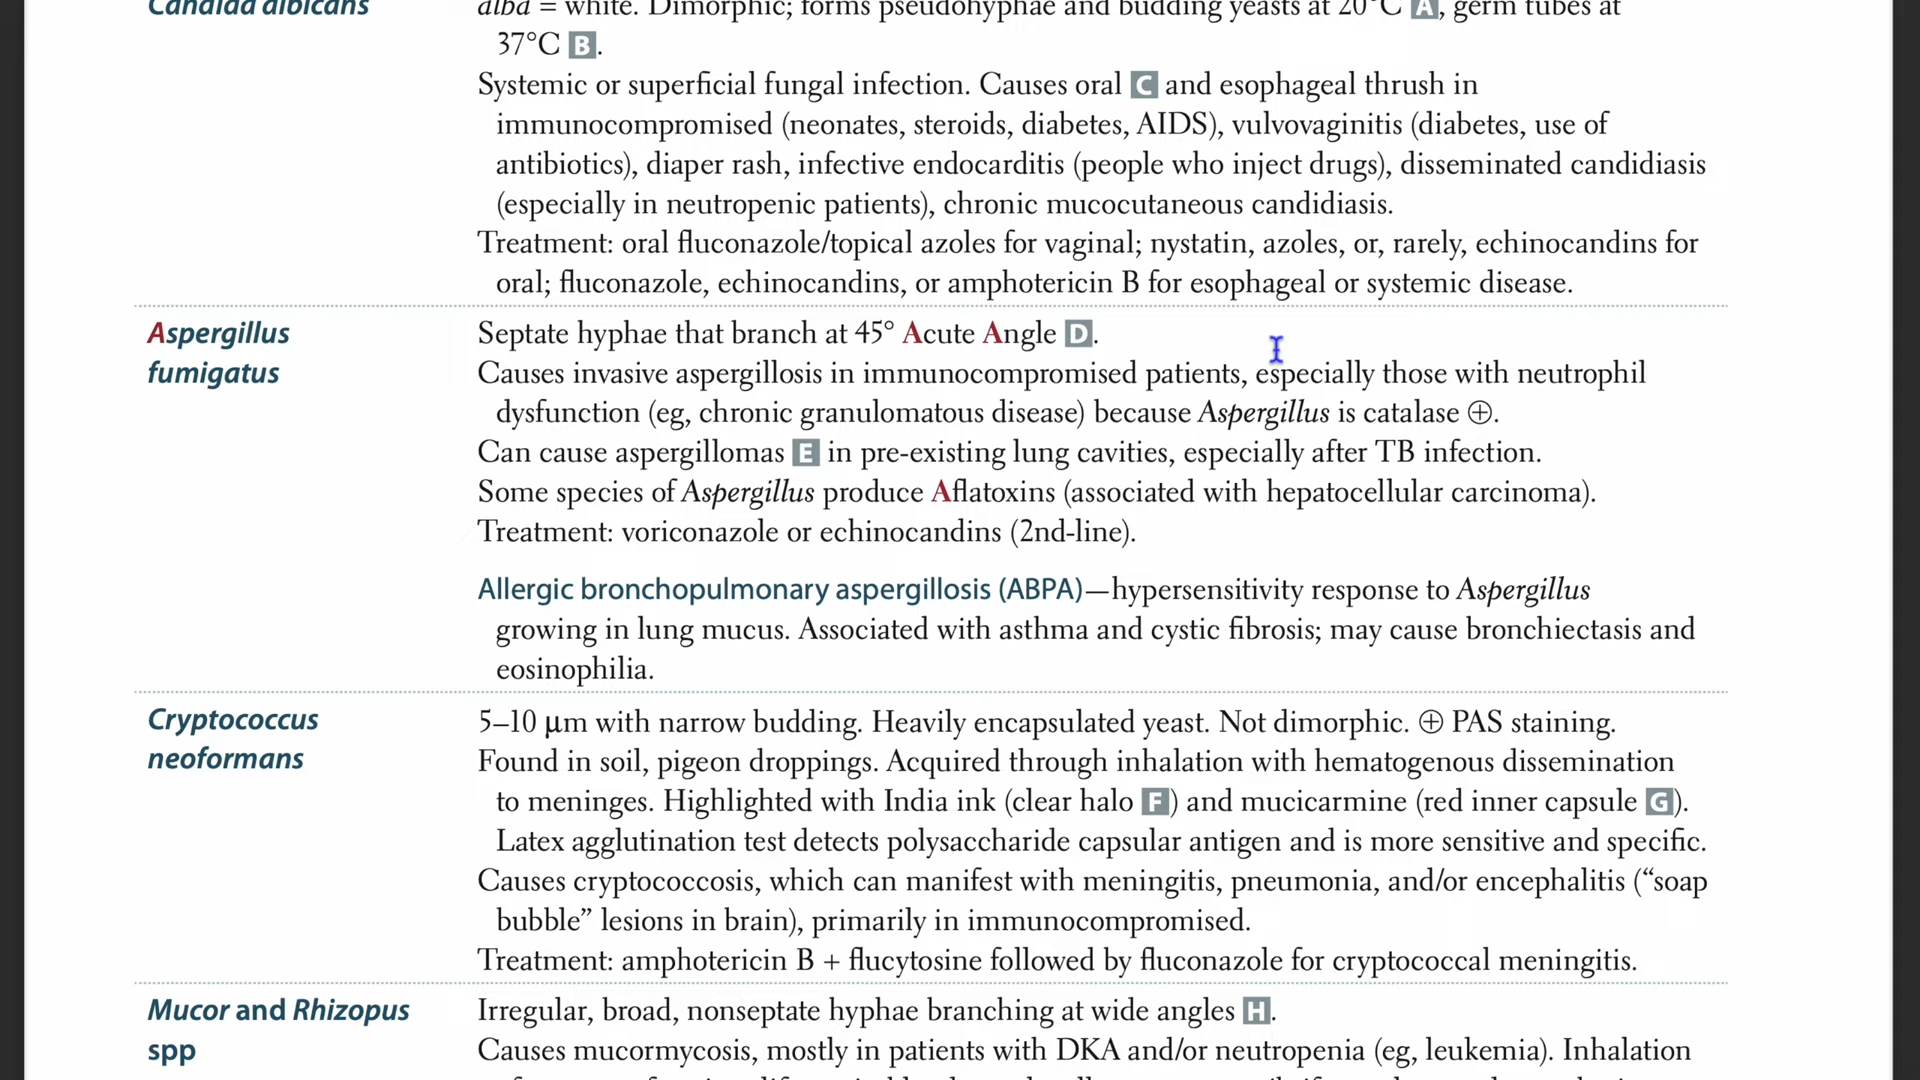 Candida albicans
alba = white. Dimorphic; forms pseudohyphae and budding yeasts at 20°C A, germ tubes at
37°C B.
Systemic or superficial fungal infection. Causes oral C and esophageal thrush in
immunocompromised (neonates, steroids, diabetes, AIDS), vulvovaginitis (diabetes, use of
antibiotics), diaper rash, infective endocarditis (people who inject drugs), disseminated candidiasis
(especially in neutropenic patients), chronic mucocutaneous candidiasis.
Treatment: oral fluconazole/topical azoles for vaginal; nystatin, azoles, or, rarely, echinocandins for
oral; fluconazole, echinocandins, or amphotericin B for esophageal or systemic disease.
Aspergillus
fumigatus
Septate hyphae that branch at 45° Acute Angle D.
Causes invasive aspergillosis in immunocompromised patients, especially those with neutrophil
dysfunction (eg, chronic granulomatous disease) because Aspergillus is catalase ⊕.
Can cause aspergillomas E in pre-existing lung cavities, especially after TB infection.
Some species of Aspergillus produce Aflatoxins (associated with hepatocellular carcinoma).
Treatment: voriconazole or echinocandins (2nd-line).
Allergic bronchopulmonary aspergillosis (ABPA)—hypersensitivity response to Aspergillus
growing in lung mucus. Associated with asthma and cystic fibrosis; may cause bronchiectasis and
eosinophilia.
Cryptococcus
neoformans
5–10 μm with narrow budding. Heavily encapsulated yeast. Not dimorphic. ⊕ PAS staining.
Found in soil, pigeon droppings. Acquired through inhalation with hematogenous dissemination
to meninges. Highlighted with India ink (clear halo F) and mucicarmine (red inner capsule G).
Latex agglutination test detects polysaccharide capsular antigen and is more sensitive and specific.
Causes cryptococcosis, which can manifest with meningitis, pneumonia, and/or encephalitis (“soap
bubble” lesions in brain), primarily in immunocompromised.
Treatment: amphotericin B + flucytosine followed by fluconazole for cryptococcal meningitis.
Mucor and Rhizopus
spp
Irregular, broad, nonseptate hyphae branching at wide angles H.
Causes mucormycosis, mostly in patients with DKA and/or neutropenia (eg, leukemia). Inhalation